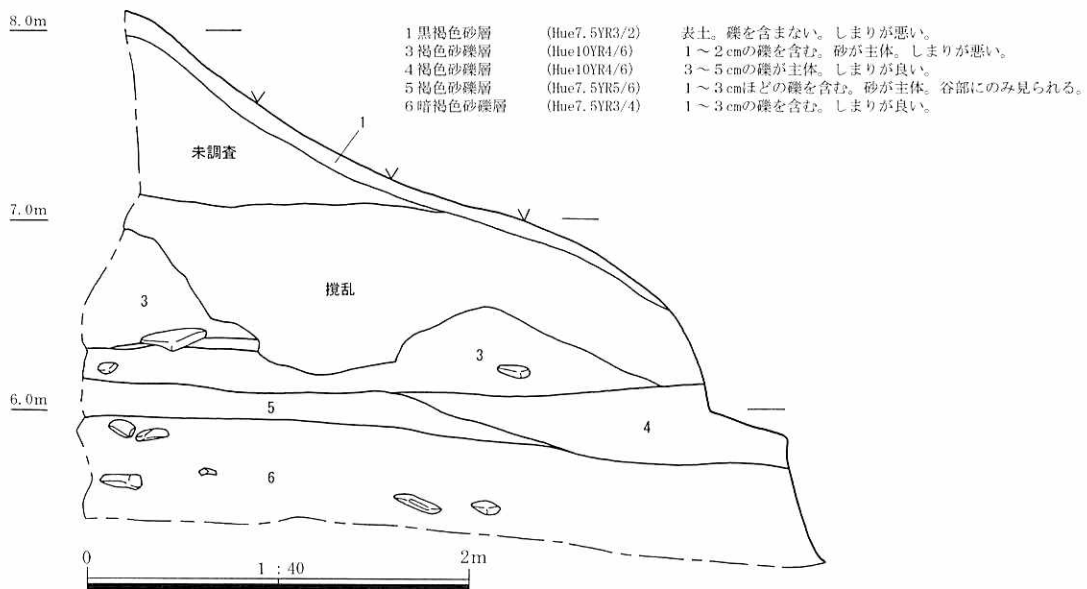 8.0m
1 黒褐色砂層 (Hue7.5YR3/2) 表土。礫を含まない。しまりが悪い。
3 褐色砂礫層 (Hue10YR4/6) 1～2cmの礫を含む。砂が主体。しまりが悪い。
4 褐色砂礫層 (Hue10YR4/6) 3～5cmの礫が主体。しまりが良い。
5 褐色砂礫層 (Hue7.5YR5/6) 1～3cmほどの礫を含む。砂が主体。谷部にのみ見られる。
6 暗褐色砂礫層 (Hue7.5YR3/4) 1～3cmの礫を含む。しまりが良い。
1
未調査
7.0m
撹乱
3
3
6.0m
5
4
6
0
2m
1 : 40